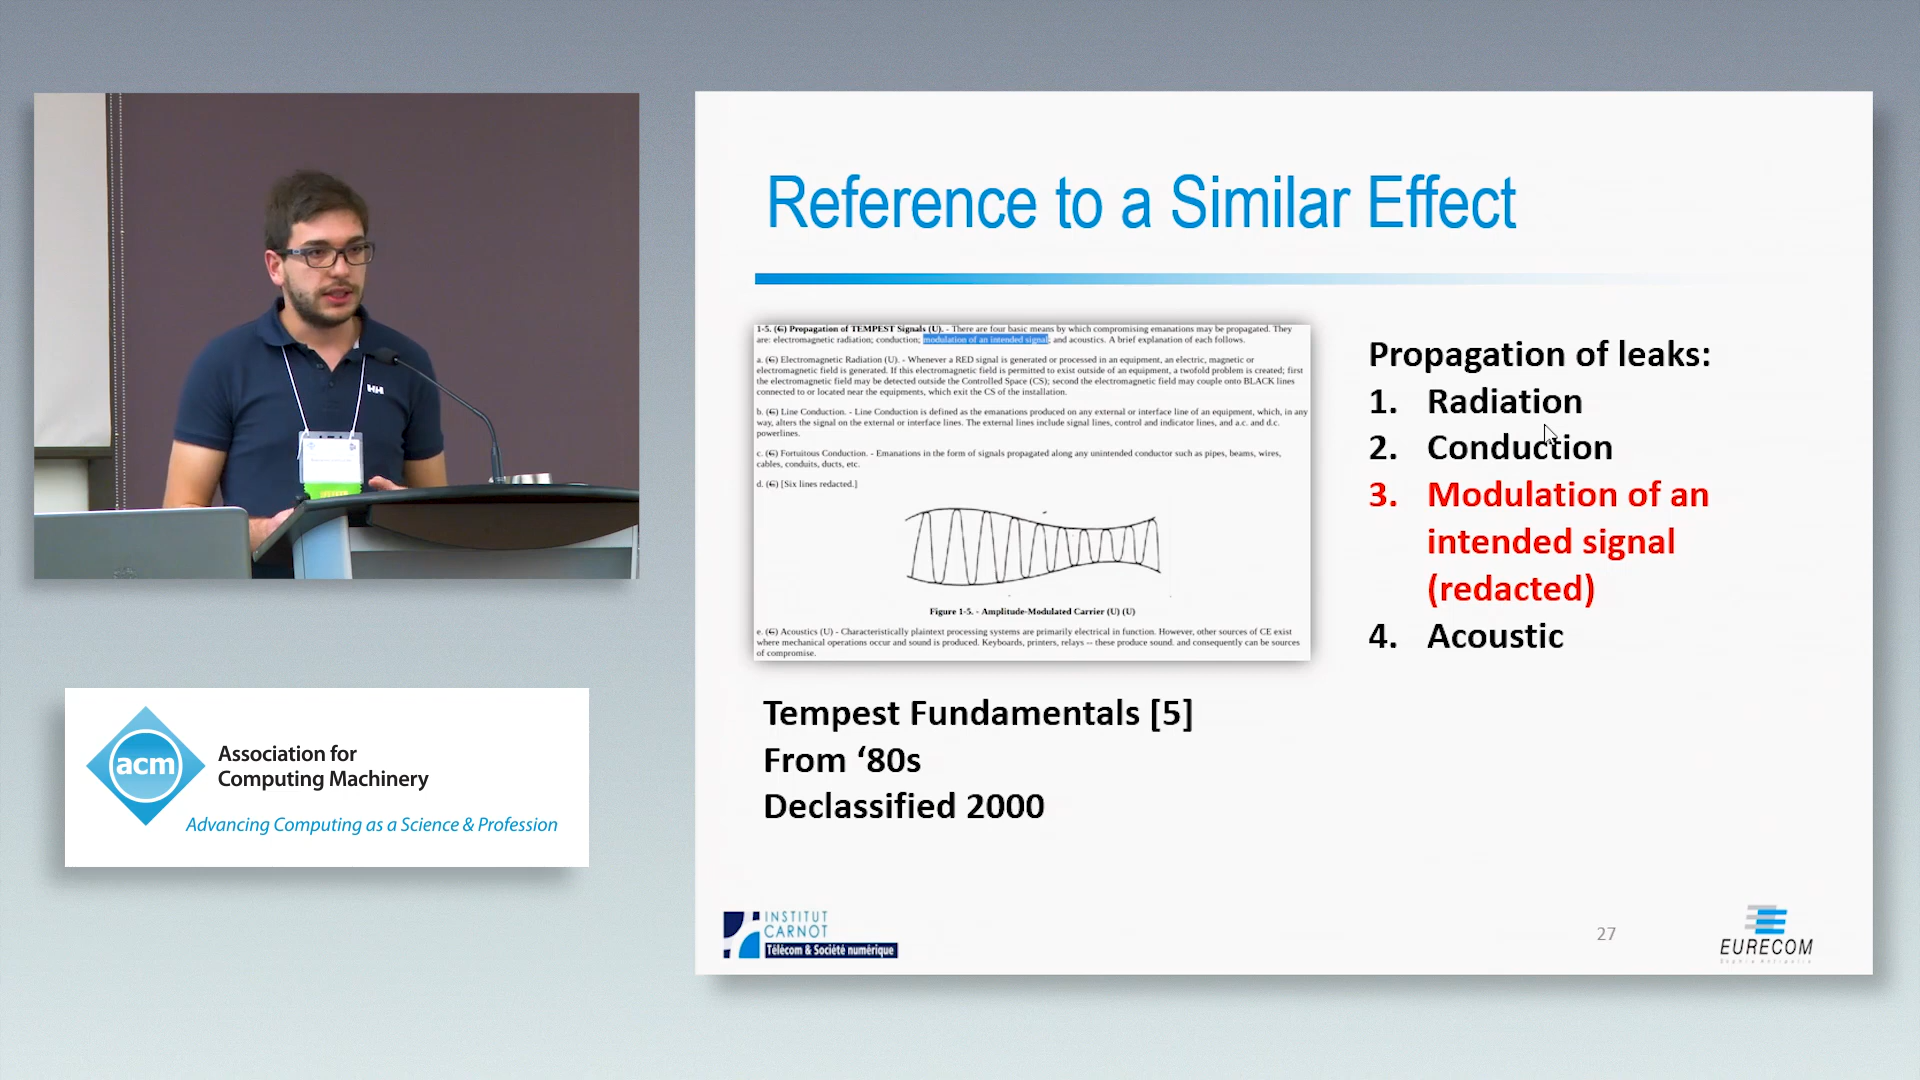 Reference to a Similar Effect
1-5. (C) Propagation of TEMPEST Signals (U). - There are four basic means by which compromising emanations may be propagated. They
are: electromagnetic radiation; conduction; modulation of an intended signal; and acoustics. A brief explanation of each follows.
a. (C) Electromagnetic Radiation (U). - Whenever a RED signal is generated or processed in an equipment, an electric, magnetic or
electromagnetic field is generated. If this electromagnetic field is permitted to exist outside of an equipment, a twofold problem is created; first
the electromagnetic field may be detected outside the Controlled Space (CS); second the electromagnetic field may couple onto BLACK lines
connected to or located near the equipments, which exit the CS of the installation.
b. (C) Line Conduction. - Line Conduction is defined as the emanations produced on any external or interface line of an equipment, which, in any
way, alters the signal on the external or interface lines. The external lines include signal lines, control and indicator lines, and a.c. and d.c.
powerlines.
c. (C) Fortuitous Conduction. - Emanations in the form of signals propagated along any unintended conductor such as pipes, beams, wires,
cables, conduits, ducts, etc.
d. (C) [Six lines redacted.]
Figure 1-5. - Amplitude-Modulated Carrier (U) (U)
e. (C) Acoustics (U) - Characteristically plaintext processing systems are primarily electrical in function. However, other sources of CE exist
where mechanical operations occur and sound is produced. Keyboards, printers, relays -- these produce sound. and consequently can be sources
of compromise.
Tempest Fundamentals [5]
From ‘80s
Declassified 2000
Propagation of leaks:
1. Radiation
2. Conduction
3. Modulation of an
intended signal
(redacted)
4. Acoustic
INSTITUT
CARNOT
Télécom & Société numérique
27
EURECOM
HH
acm
Association for
Computing Machinery
Advancing Computing as a Science & Profession